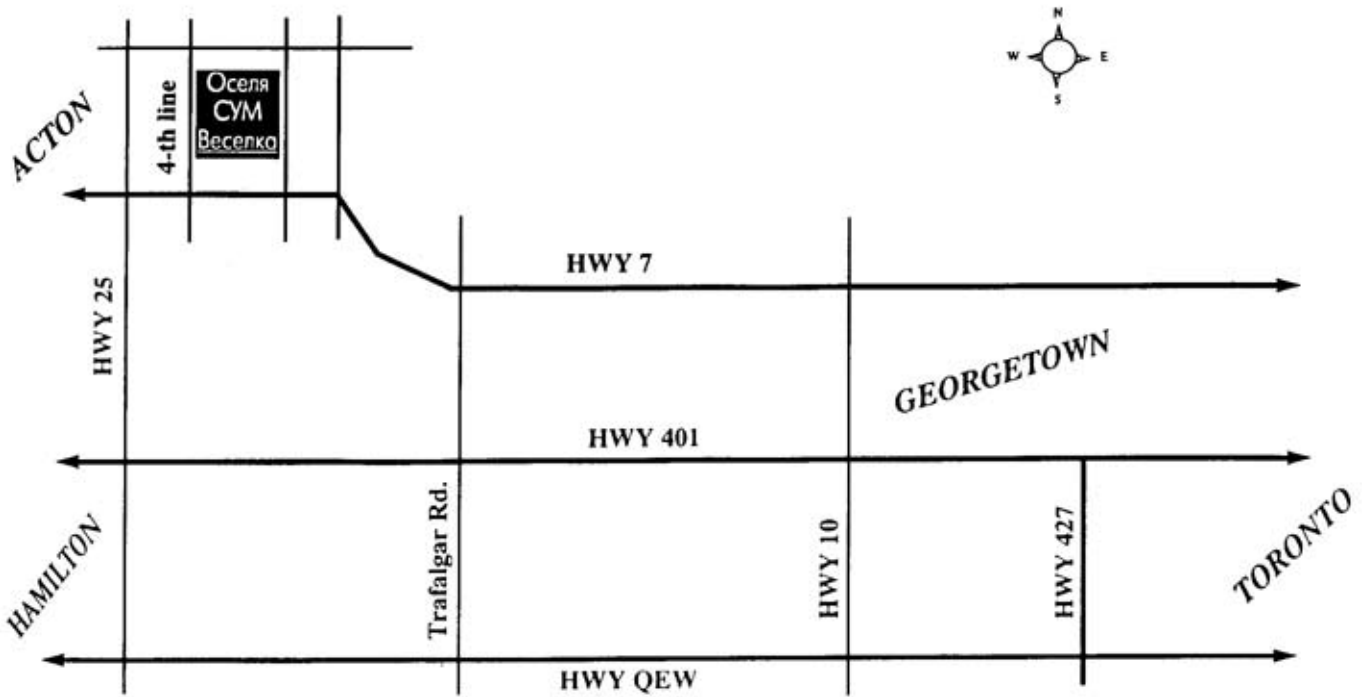 N
W E
S
4-th line
Оселя
СУМ
Веселка
ACTON
HWY 25
HWY 7
GEORGETOWN
HWY 401
HAMILTON
Trafalgar Rd.
HWY 10
HWY 427
TORONTO
HWY QEW